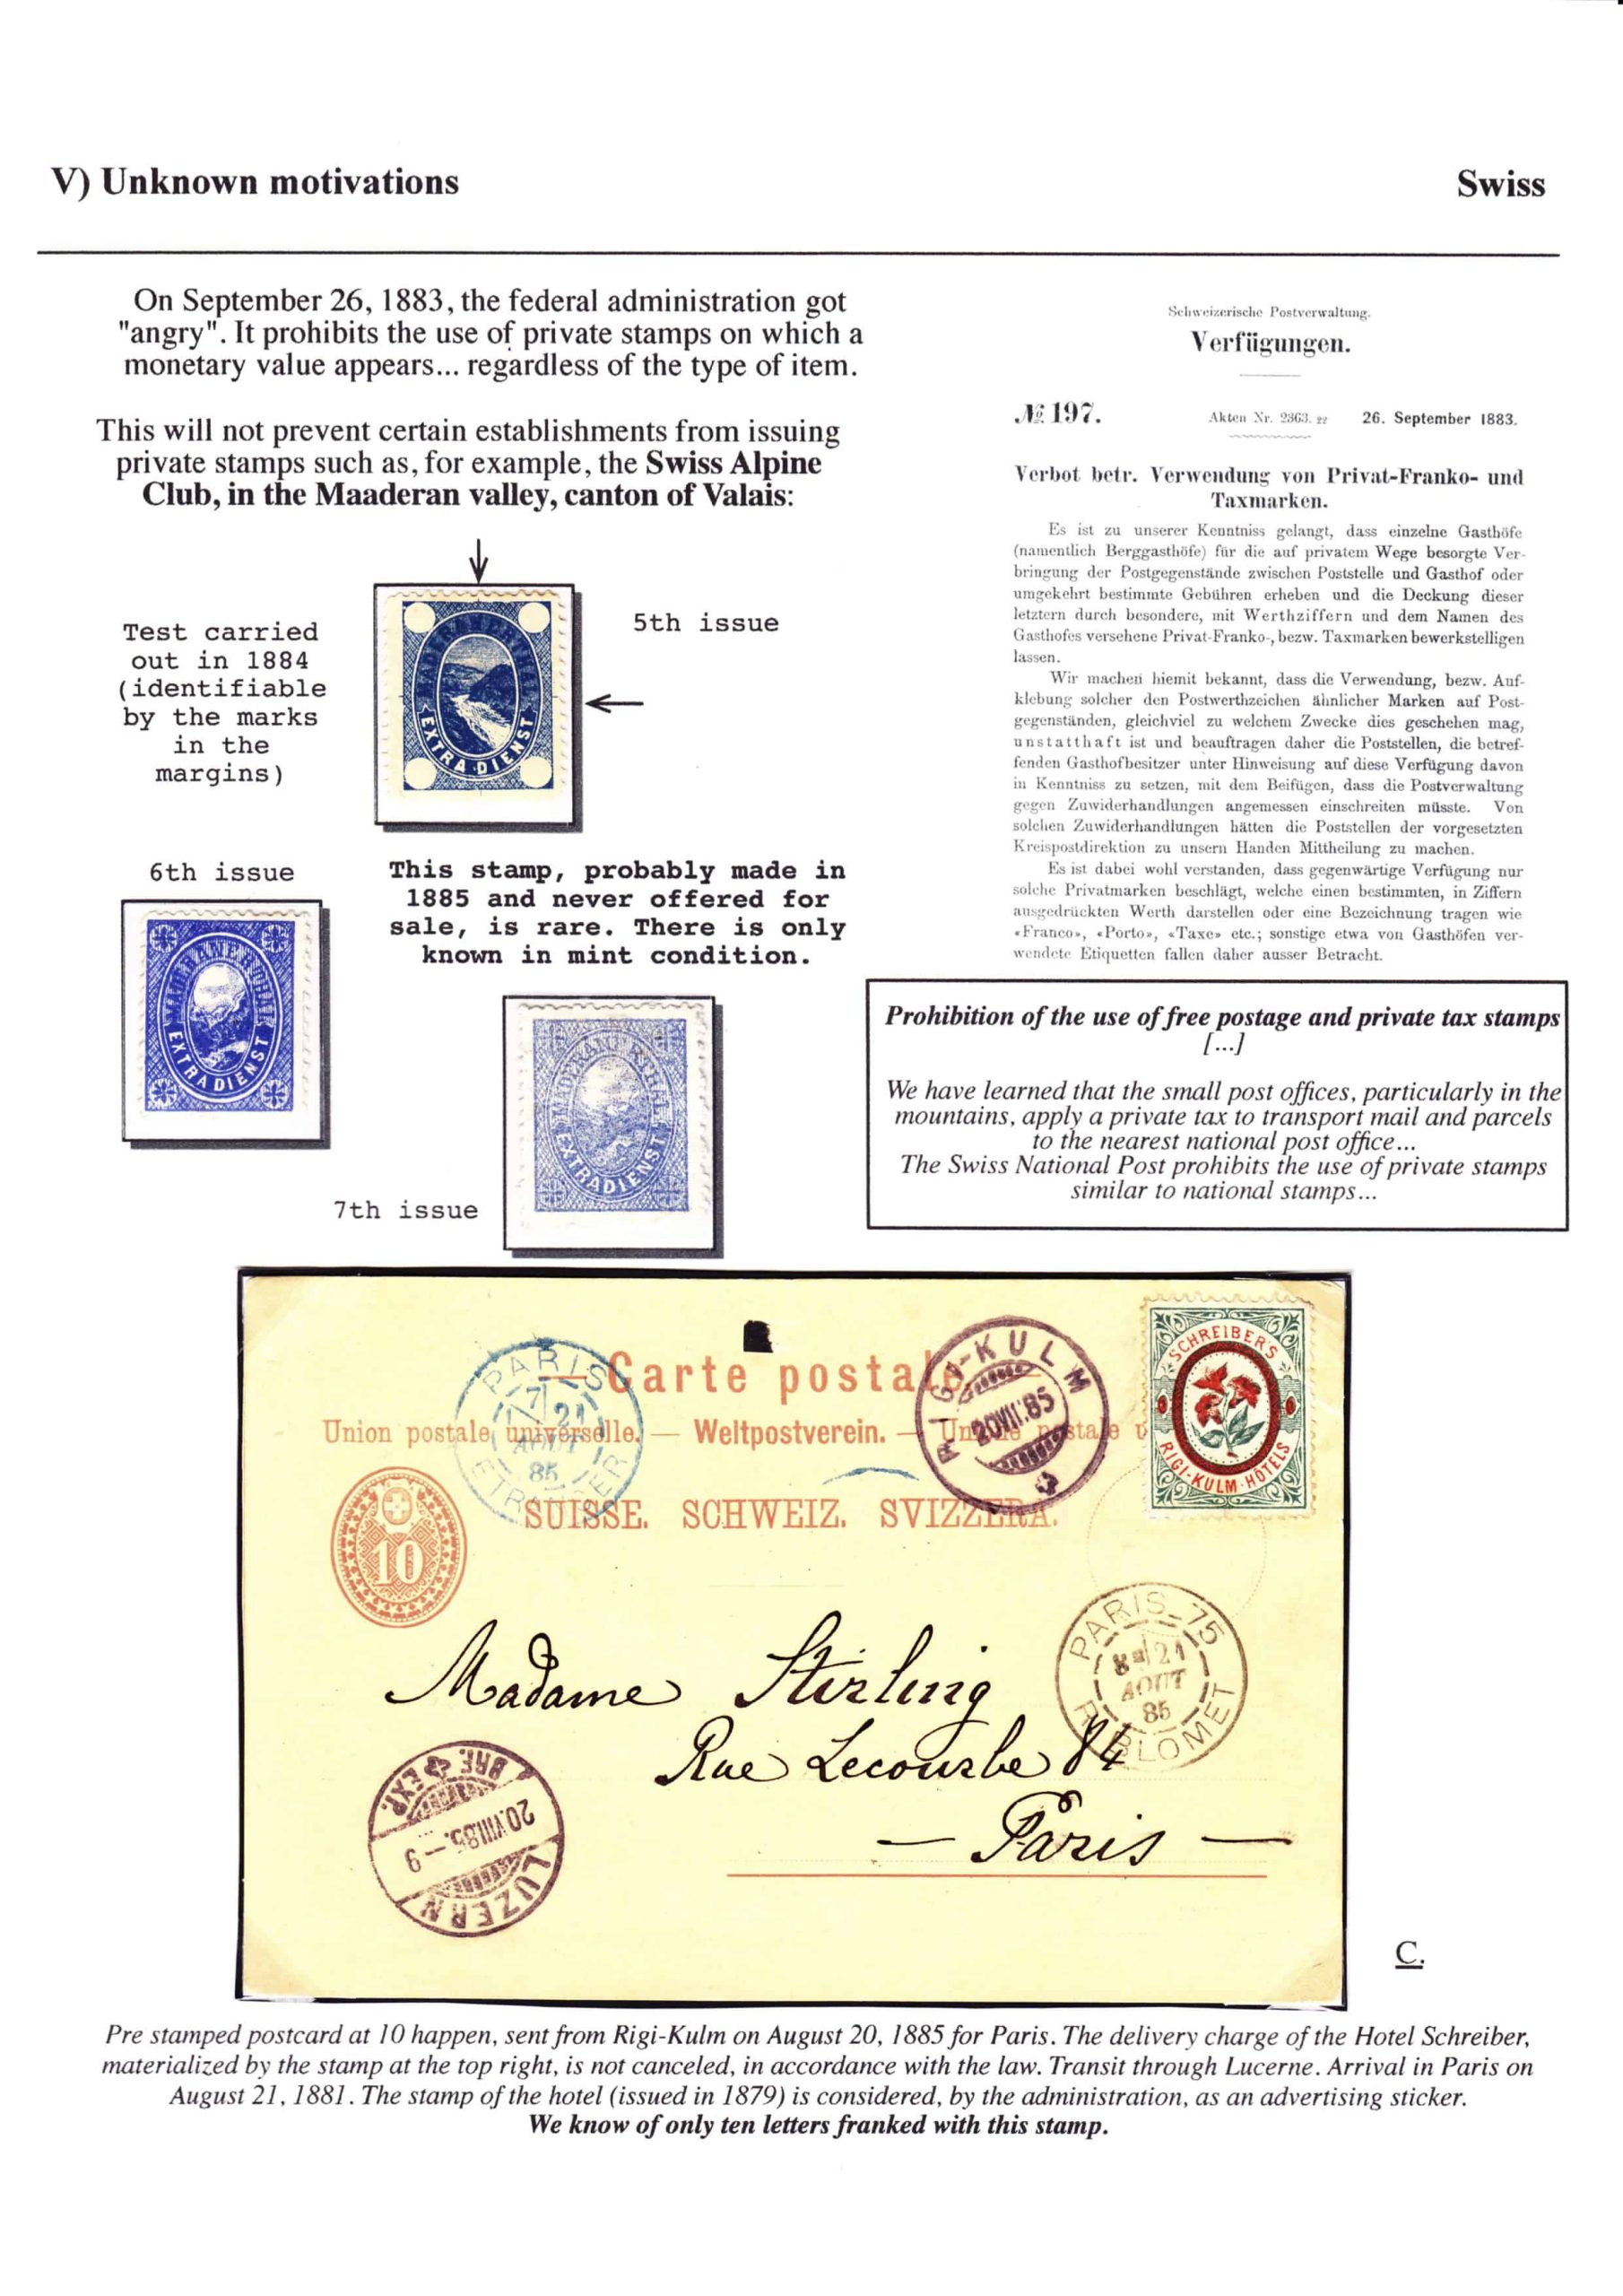 V) Unknown motivations
Swiss
On September 26, 1883, the federal administration got
"angry". It prohibits the use of private stamps on which a
monetary value appears... regardless of the type of item.
This will not prevent certain establishments from issuing
private stamps such as, for example, the Swiss Alpine
Club, in the Maaderan valley, canton of Valais:
Test carried
out in 1884
(identifiable
by the marks
in the
margins)
EXTRA DIENST
5th issue
6th issue
EXTRADIENST
This stamp, probably made in
1885 and never offered for
sale, is rare. There is only
known in mint condition.
EXTRADIENST
7th issue
Schweizerische Postverwaltung.
Verfügungen.
№ 197.
Akten Nr. 2363. 22
26. September 1883.
Verbot betr. Verwendung von Privat-Franko- und
Taxmarken.
Es ist zu unserer Kenntniss gelangt, dass einzelne Gasthöfe
(namentlich Berggasthöfe) für die auf privatem Wege besorgte Ver-
bringung der Postgegenstände zwischen Poststelle und Gasthof oder
umgekehrt bestimmte Gebühren erheben und die Deckung dieser
letztern durch besondere, mit Werthziffern und dem Namen des
Gasthofes versehene Privat-Franko-, bezw. Taxmarken bewerkstelligen
lassen.
Wir machen hiemit bekannt, dass die Verwendung, bezw. Auf-
klebung solcher den Postwerthzeichen ähnlicher Marken auf Post-
gegenständen, gleichviel zu welchem Zwecke dies geschehen mag,
unstatthaft ist und beauftragen daher die Poststellen, die betref-
fenden Gasthofbesitzer unter Hinweisung auf diese Verfügung davon
in Kenntniss zu setzen, mit dem Beifügen, dass die Postverwaltung
gegen Zuwiderhandlungen angemessen einschreiten müsste. Von
solchen Zuwiderhandlungen hätten die Poststellen der vorgesetzten
Kreispostdirektion zu unsern Handen Mittheilung zu machen.
Es ist dabei wohl verstanden, dass gegenwärtige Verfügung nur
solche Privatmarken beschlägt, welche einen bestimmten, in Ziffern
ausgedrückten Werth darstellen oder eine Bezeichnung tragen wie
«Franco», «Porto», «Taxe» etc.; sonstige etwa von Gasthöfen ver-
wendete Etiquetten fallen daher ausser Betracht.
Prohibition of the use of free postage and private tax stamps
[...]
We have learned that the small post offices, particularly in the
mountains, apply a private tax to transport mail and parcels
to the nearest national post office...
The Swiss National Post prohibits the use of private stamps
similar to national stamps...
Carte postale
Union postale universelle. — Weltpostverein. — Unione postale u
SUISSE. SCHWEIZ. SVIZZERA.
10
PARIS
21
AOUT
85
ETRANGER
RIGI-KULM
20VII.85
SCHREIBER'S
RIGI-KULM-HÔTELS
PARIS_75
21
AOUT
85
R. BLOMET
Madame Stirling
Rue Lecourbe 84
— Paris —
LUZERN
20.VIII.85. — 9
BRF. EXP.
C.
Pre stamped postcard at 10 happen, sent from Rigi-Kulm on August 20, 1885 for Paris. The delivery charge of the Hotel Schreiber,
materialized by the stamp at the top right, is not canceled, in accordance with the law. Transit through Lucerne. Arrival in Paris on
August 21, 1881. The stamp of the hotel (issued in 1879) is considered, by the administration, as an advertising sticker.
We know of only ten letters franked with this stamp.